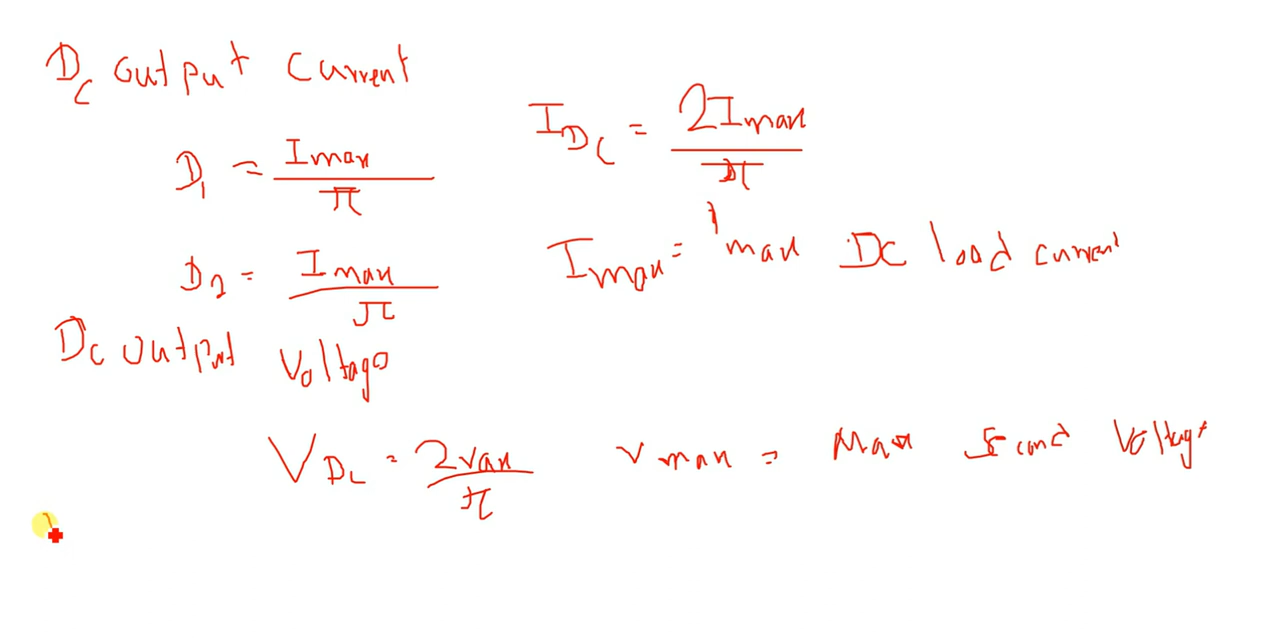 Dc output current
D1 = Imax / π
IDC = 2Imax / π
D2 = Imax / π
Imax = max DC load current
Dc output voltage
VDC = 2vax / π
vmax = Max Second Voltage